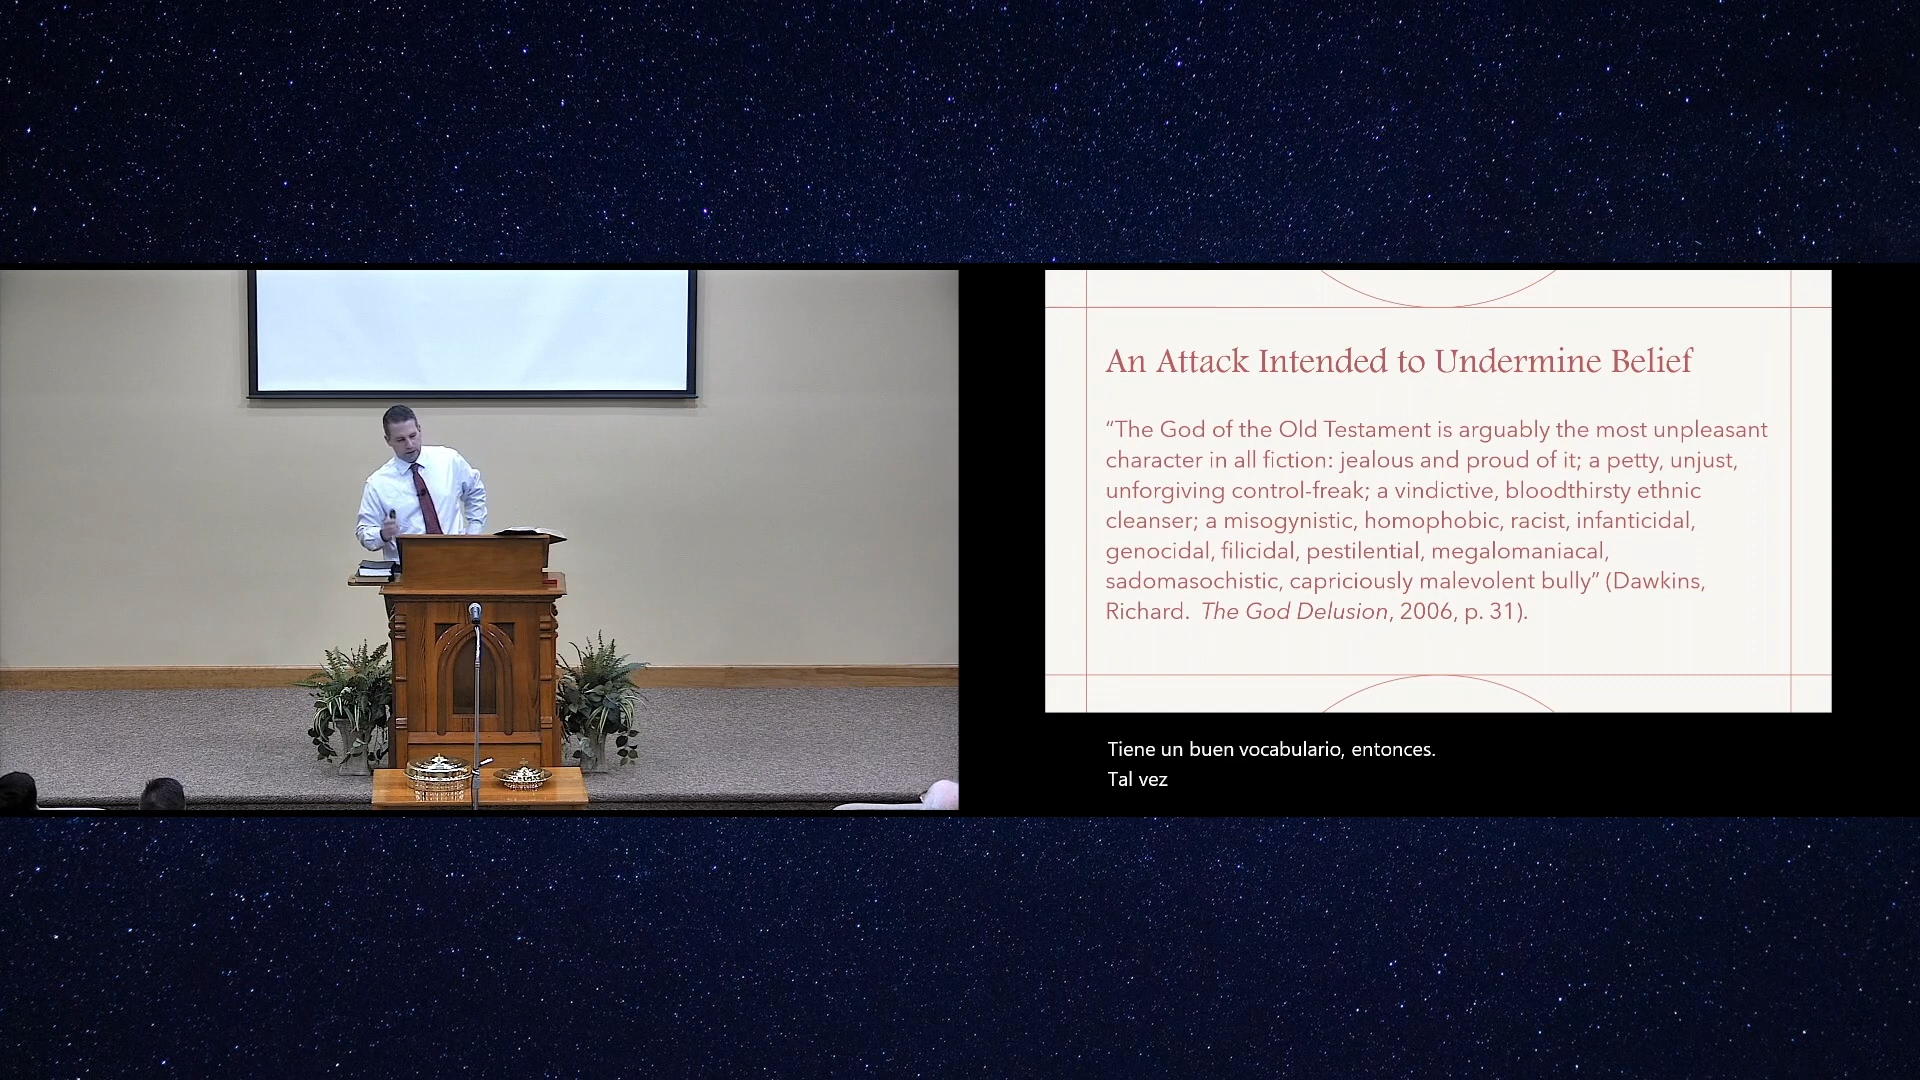 An Attack Intended to Undermine Belief
“The God of the Old Testament is arguably the most unpleasant
character in all fiction: jealous and proud of it; a petty, unjust,
unforgiving control-freak; a vindictive, bloodthirsty ethnic
cleanser; a misogynistic, homophobic, racist, infanticidal,
genocidal, filicidal, pestilential, megalomaniacal,
sadomasochistic, capriciously malevolent bully” (Dawkins,
Richard.  The God Delusion, 2006, p. 31).
Tiene un buen vocabulario, entonces.
Tal vez